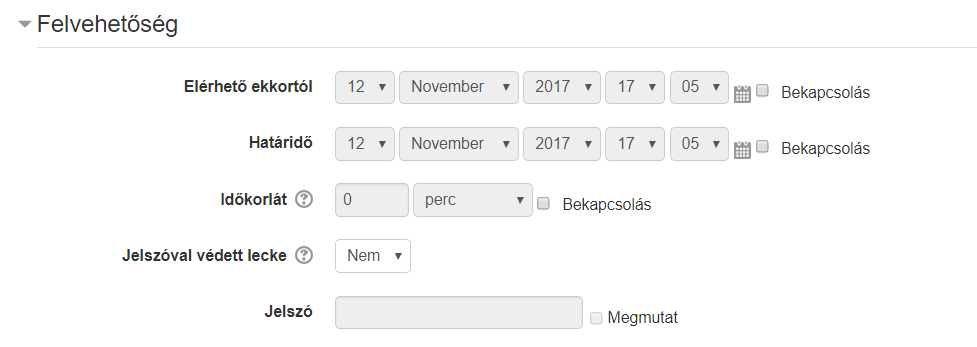 Felvehetőség
Elérhető ekkortól 12 November 2017 17 05 Bekapcsolás
Határidő 12 November 2017 17 05 Bekapcsolás
Időkorlát ? 0 perc Bekapcsolás
Jelszóval védett lecke ? Nem
Jelszó Megmutat